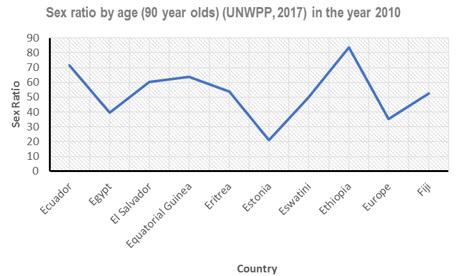 Sex ratio by age (90 year olds) (UNWPP, 2017) in the year 2010
90
80
70
60
50
40
30
20
10
0
Sex Ratio
Ecuador
Egypt
El Salvador
Equatorial Guinea
Eritrea
Estonia
Eswatini
Ethiopia
Europe
Fiji
Country